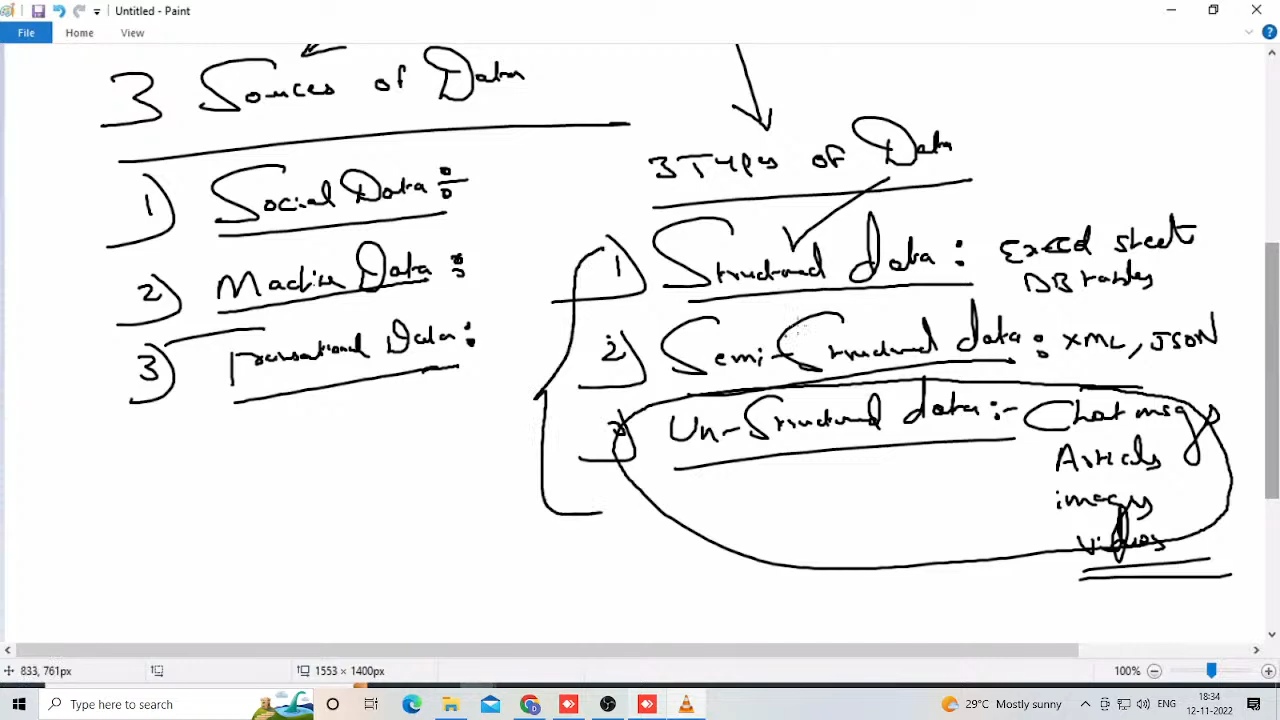 Untitled - Paint
File Home View
3 Souces of Data
1) Social Data:
2) Machine Data:
3) Transational Data:
3 Types of Data
1) Structured data: Excel sheet
DB tables
2) Semi-Structured data: XML, JSON
3) Un-Structured data:- Chat msgs
Articals
images
Videos
833, 761px
1553 × 1400px
100%
Type here to search
29°C Mostly sunny
ENG
18:34
12-11-2022